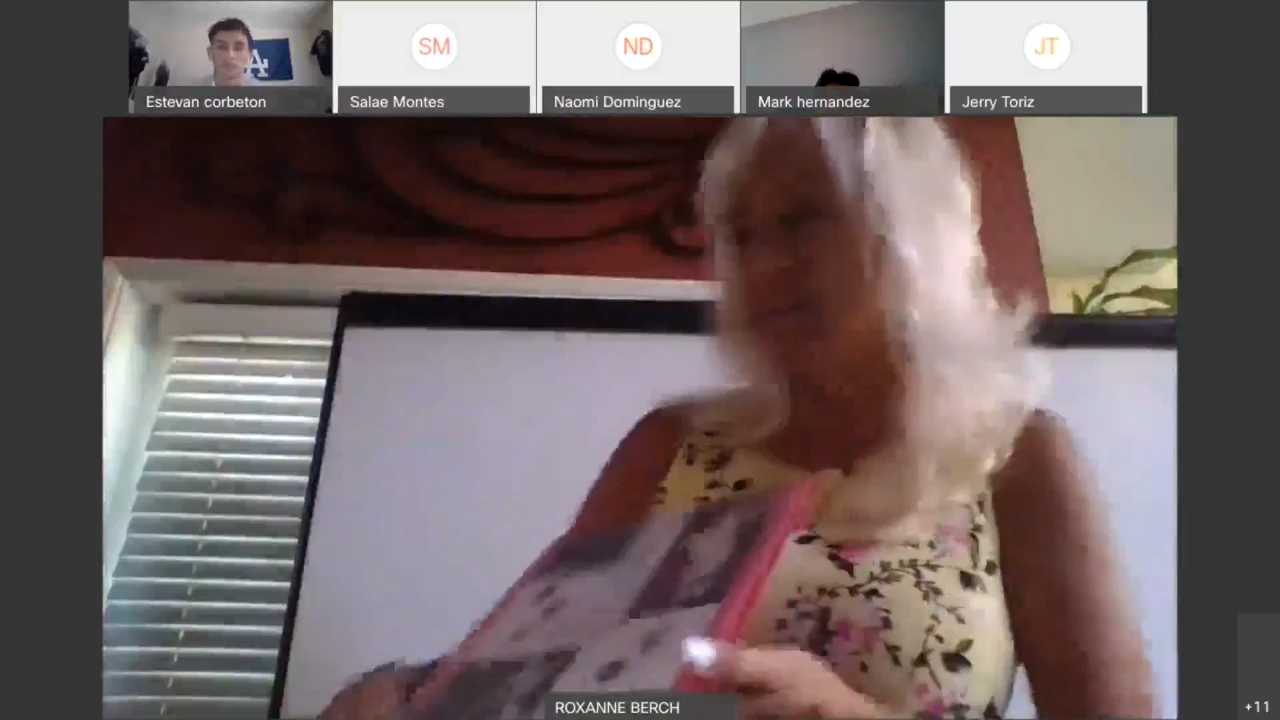 SM
ND
JT
Estevan corbeton
Salae Montes
Naomi Dominguez
Mark hernandez
Jerry Toriz
ROXANNE BERCH
+11